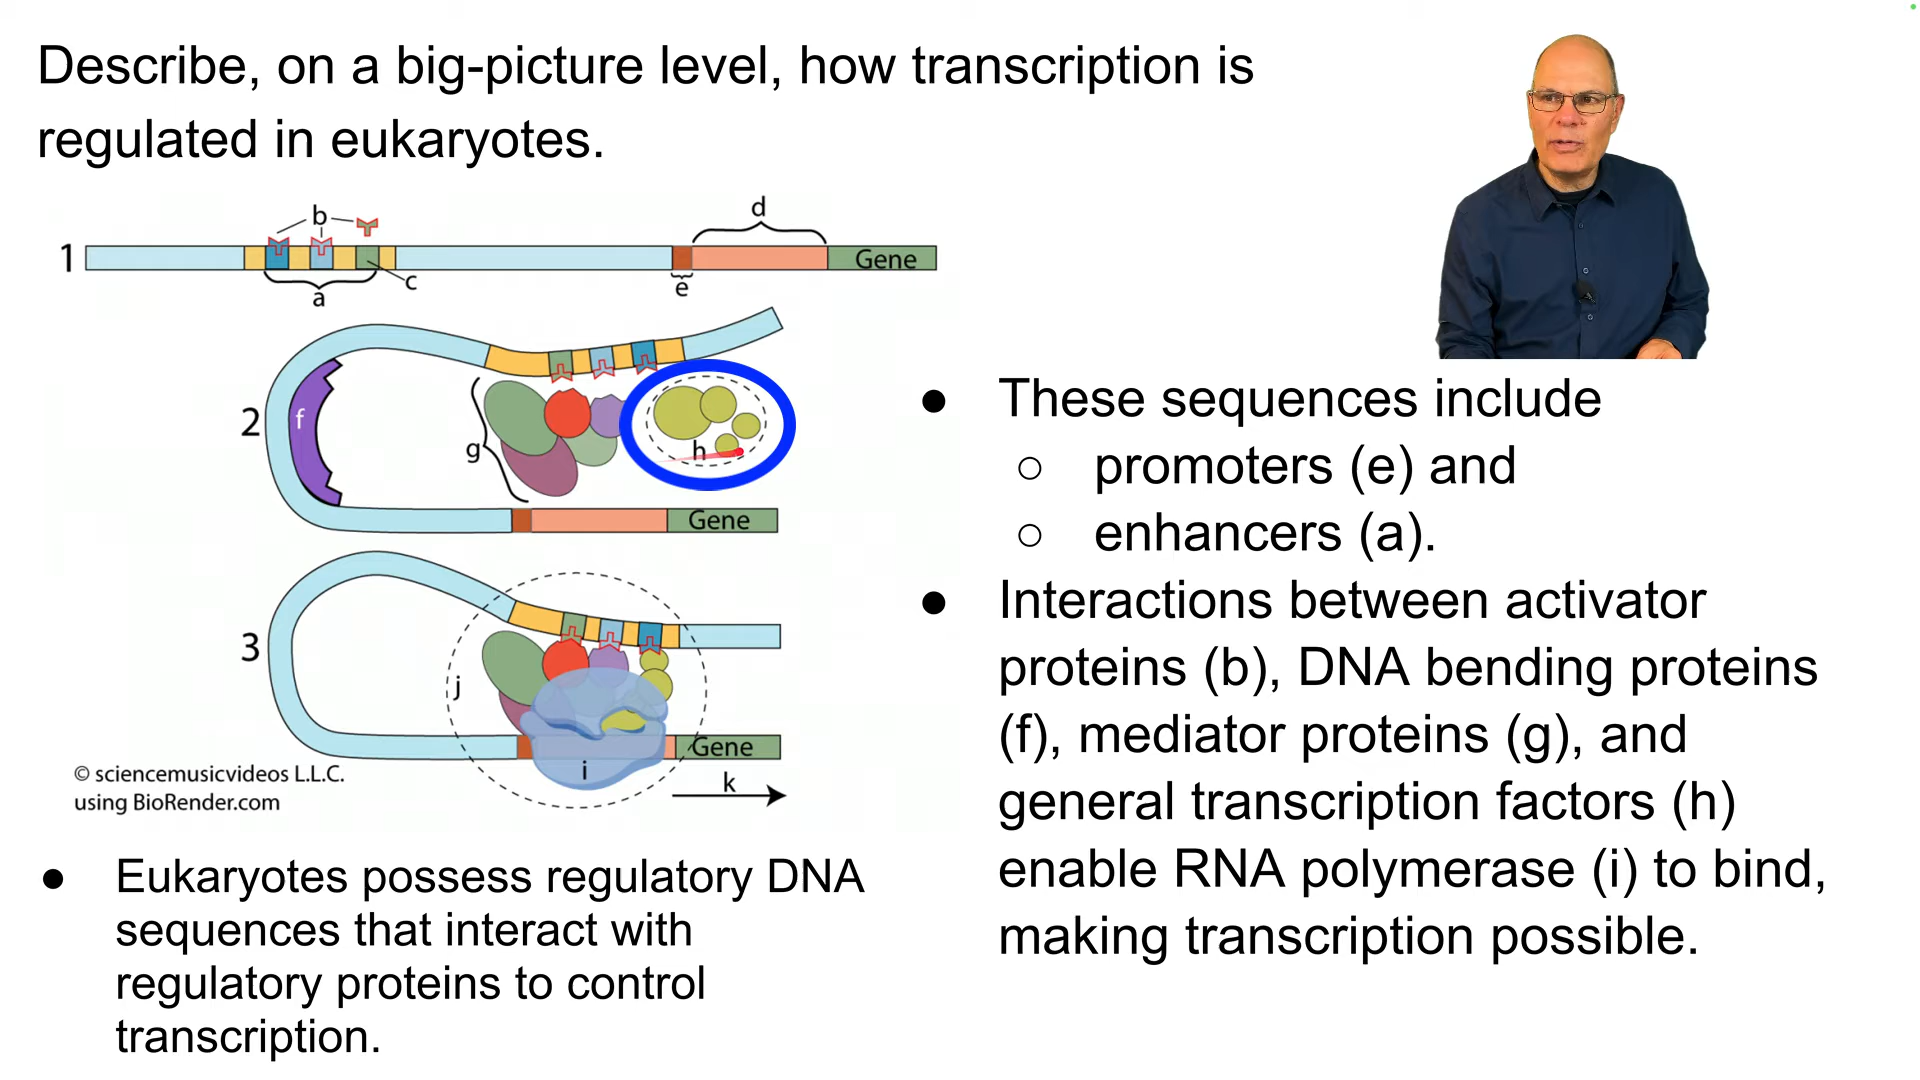 Describe, on a big-picture level, how transcription is
regulated in eukaryotes.
b
d
1
Gene
a
c
e
2
f
g
h
Gene
3
j
Gene
i
k
© sciencemusicvideos L.L.C.
using BioRender.com
● Eukaryotes possess regulatory DNA
sequences that interact with
regulatory proteins to control
transcription.
● These sequences include
○ promoters (e) and
○ enhancers (a).
● Interactions between activator
proteins (b), DNA bending proteins
(f), mediator proteins (g), and
general transcription factors (h)
enable RNA polymerase (i) to bind,
making transcription possible.